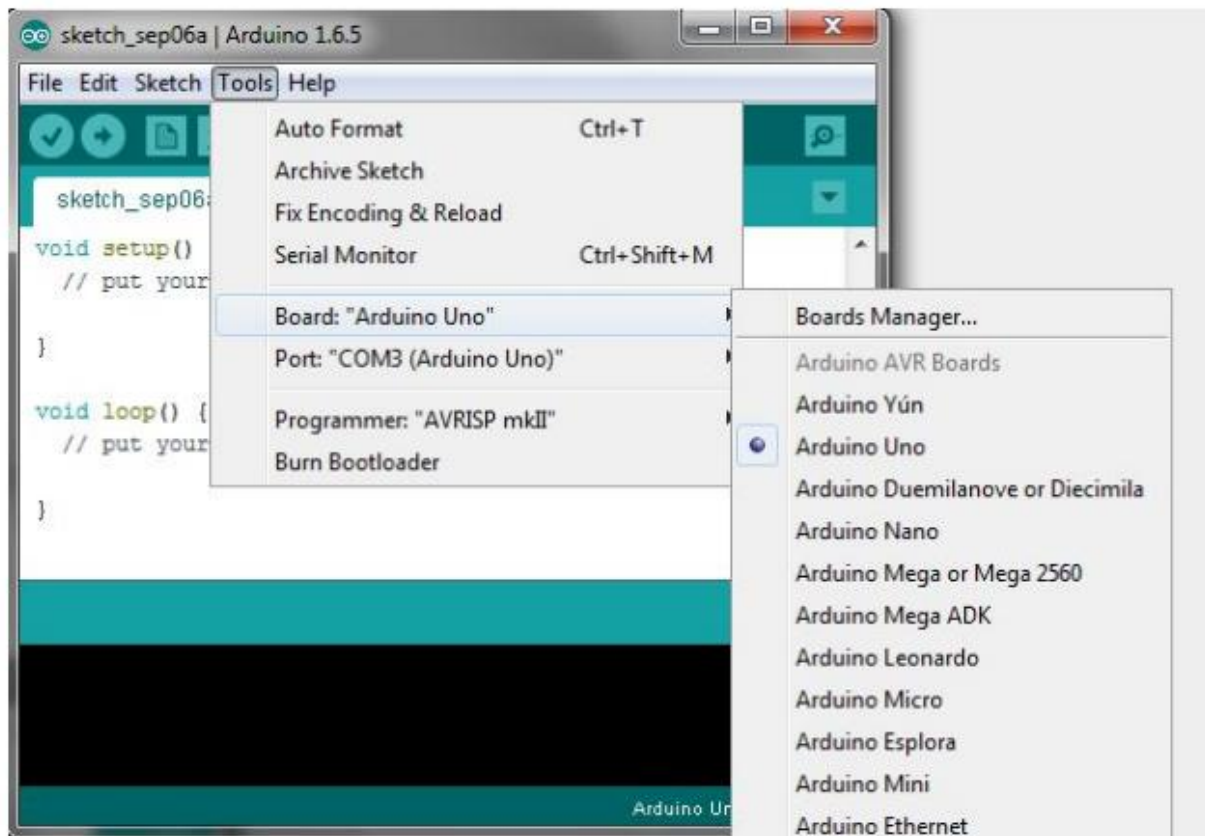 sketch_sep06a | Arduino 1.6.5
File Edit Sketch Tools Help
Auto Format Ctrl+T
Archive Sketch
Fix Encoding & Reload
Serial Monitor Ctrl+Shift+M
Board: "Arduino Uno"
Port: "COM3 (Arduino Uno)"
Programmer: "AVRISP mkII"
Burn Bootloader
Boards Manager...
Arduino AVR Boards
Arduino Yún
Arduino Uno
Arduino Duemilanove or Diecimila
Arduino Nano
Arduino Mega or Mega 2560
Arduino Mega ADK
Arduino Leonardo
Arduino Micro
Arduino Esplora
Arduino Mini
Arduino Ethernet
sketch_sep06a
void setup()
// put your
}
void loop() {
// put your
}
Arduino